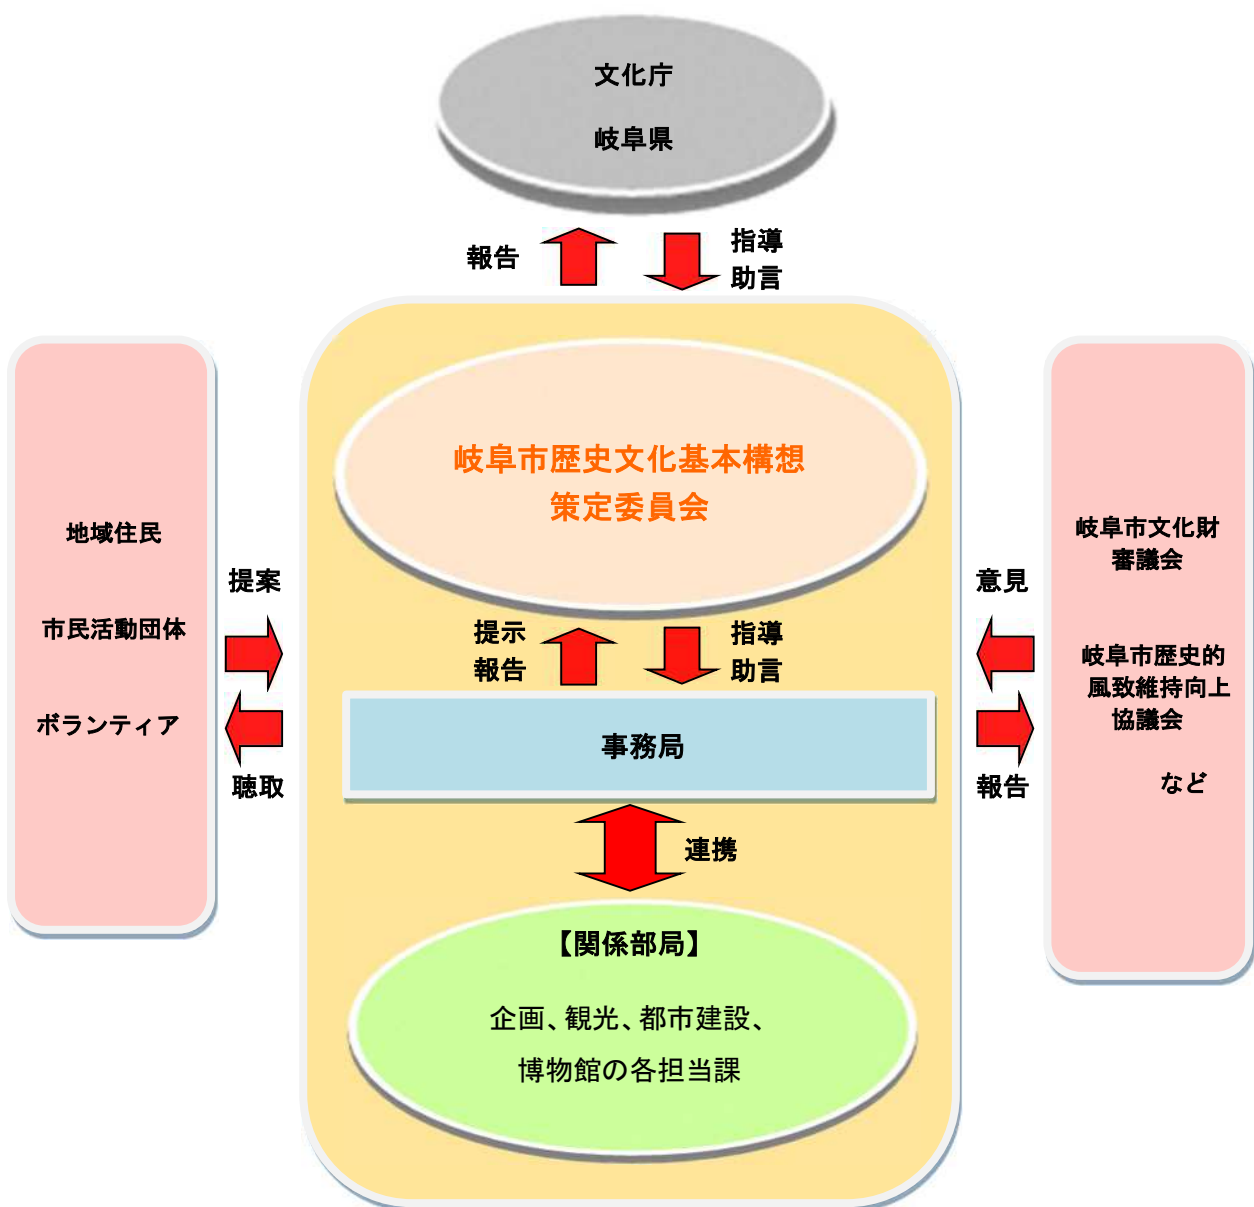 文化庁
岐阜県
報告
指導
助言
岐阜市歴史文化基本構想
策定委員会
地域住民
市民活動団体
ボランティア
提案
聴取
提示
報告
指導
助言
事務局
連携
【関係部局】
企画、観光、都市建設、
博物館の各担当課
意見
報告
岐阜市文化財
審議会
岐阜市歴史的
風致維持向上
協議会
など